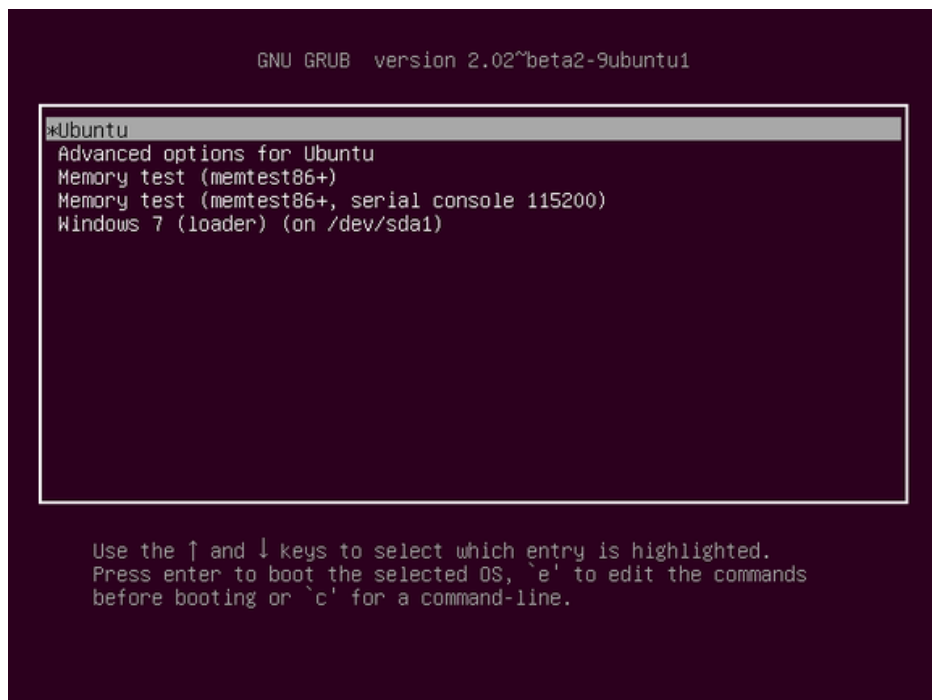 GNU GRUB  version 2.02~beta2-9ubuntu1
*Ubuntu
Advanced options for Ubuntu
Memory test (memtest86+)
Memory test (memtest86+, serial console 115200)
Windows 7 (loader) (on /dev/sda1)
Use the ↑ and ↓ keys to select which entry is highlighted.
Press enter to boot the selected OS, `e' to edit the commands
before booting or `c' for a command-line.